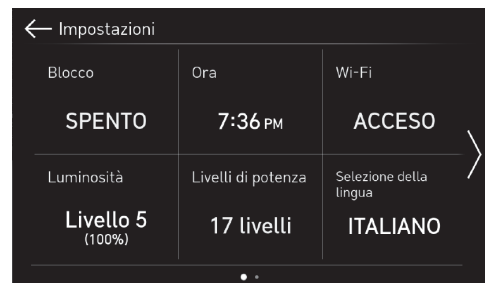 Impostazioni
Blocco
Ora
Wi-Fi
SPENTO
7:36 PM
ACCESO
Luminosità
Livelli di potenza
Selezione della
lingua
Livello 5
(100%)
17 livelli
ITALIANO